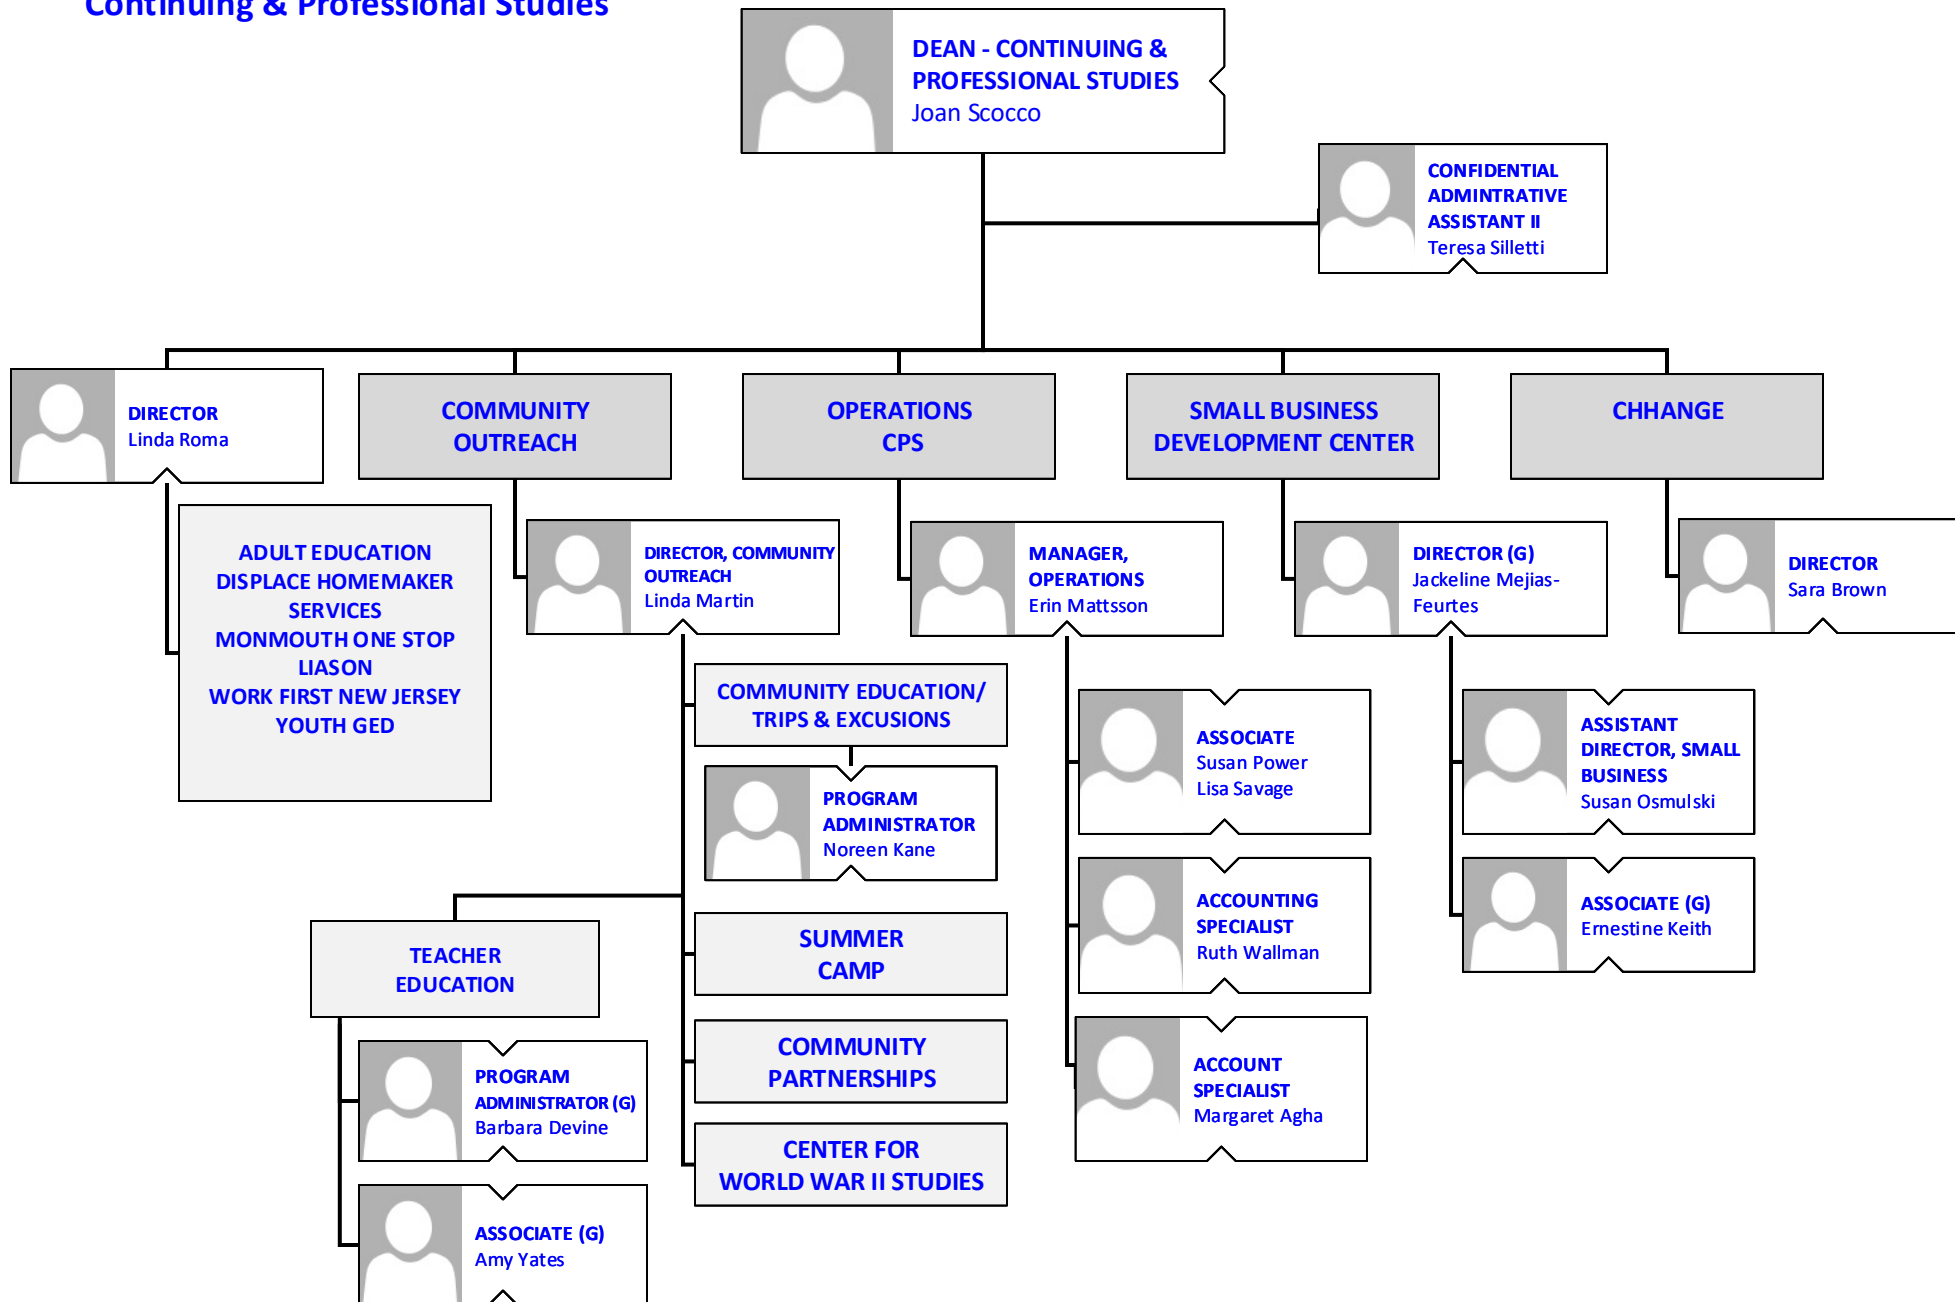 Continuing & Professional Studies
DEAN - CONTINUING &
PROFESSIONAL STUDIES
Joan Scocco
CONFIDENTIAL
ADMINTRATIVE
ASSISTANT II
Teresa Silletti
DIRECTOR
Linda Roma
COMMUNITY
OUTREACH
OPERATIONS
CPS
SMALL BUSINESS
DEVELOPMENT CENTER
CHHANGE
ADULT EDUCATION
DISPLACE HOMEMAKER
SERVICES
MONMOUTH ONE STOP
LIASON
WORK FIRST NEW JERSEY
YOUTH GED
DIRECTOR, COMMUNITY
OUTREACH
Linda Martin
MANAGER,
OPERATIONS
Erin Mattsson
DIRECTOR (G)
Jackeline Mejias-
Feurtes
DIRECTOR
Sara Brown
COMMUNITY EDUCATION/
TRIPS & EXCUSIONS
PROGRAM
ADMINISTRATOR
Noreen Kane
ASSOCIATE
Susan Power
Lisa Savage
ASSISTANT
DIRECTOR, SMALL
BUSINESS
Susan Osmulski
ACCOUNTING
SPECIALIST
Ruth Wallman
ASSOCIATE (G)
Ernestine Keith
TEACHER
EDUCATION
SUMMER
CAMP
COMMUNITY
PARTNERSHIPS
ACCOUNT
SPECIALIST
Margaret Agha
PROGRAM
ADMINISTRATOR (G)
Barbara Devine
CENTER FOR
WORLD WAR II STUDIES
ASSOCIATE (G)
Amy Yates